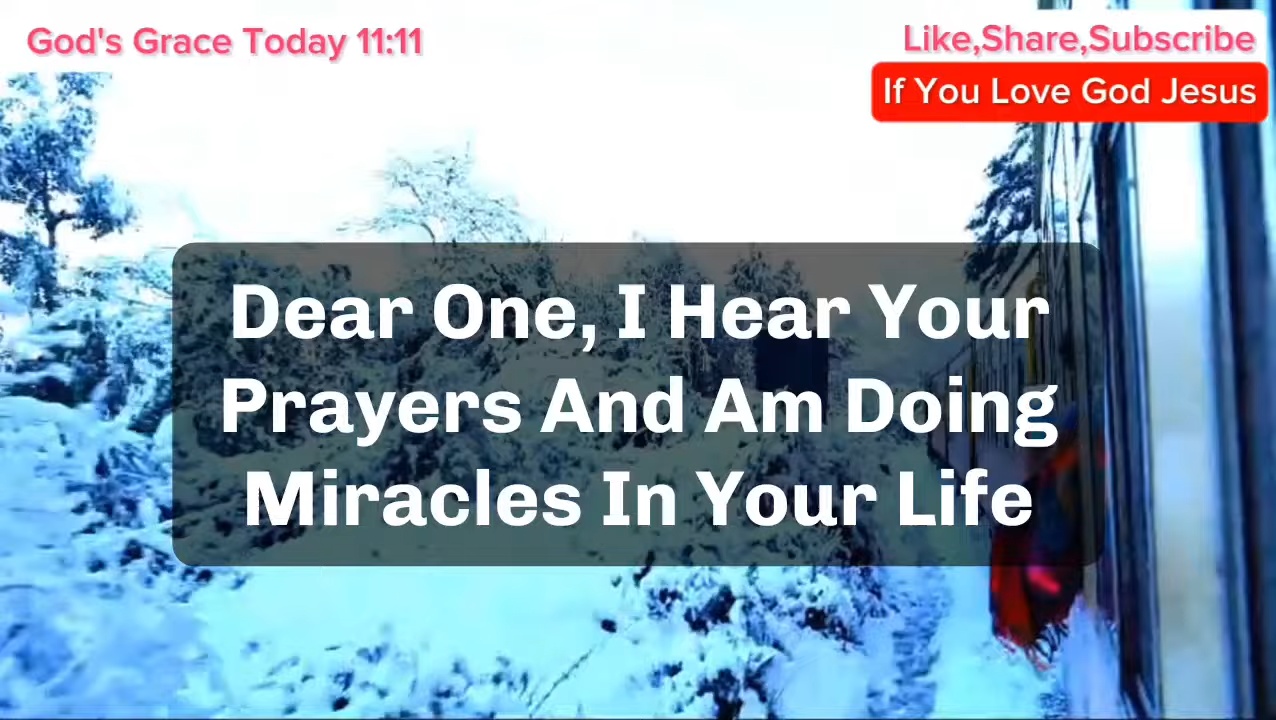 God's Grace Today 11:11
Like,Share,Subscribe
If You Love God Jesus
Dear One, I Hear Your
Prayers And Am Doing
Miracles In Your Life